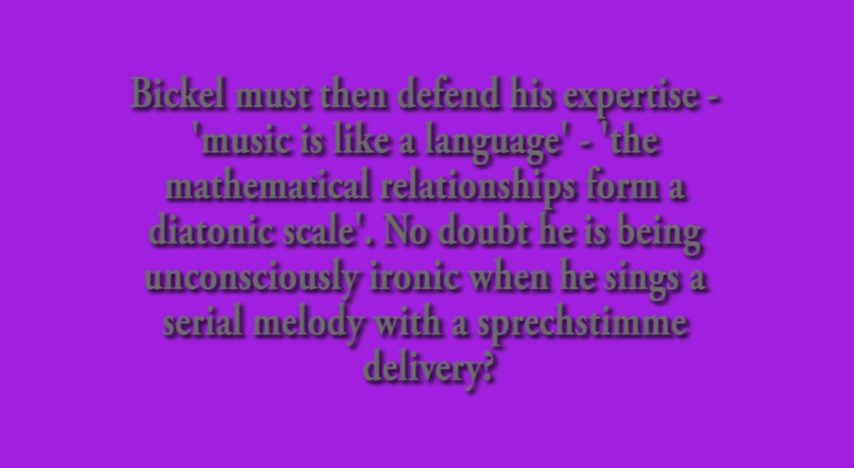 Bickel must then defend his expertise -
'music is like a language' - 'the
mathematical relationships form a
diatonic scale'. No doubt he is being
unconsciously ironic when he sings a
serial melody with a sprechstimme
delivery?